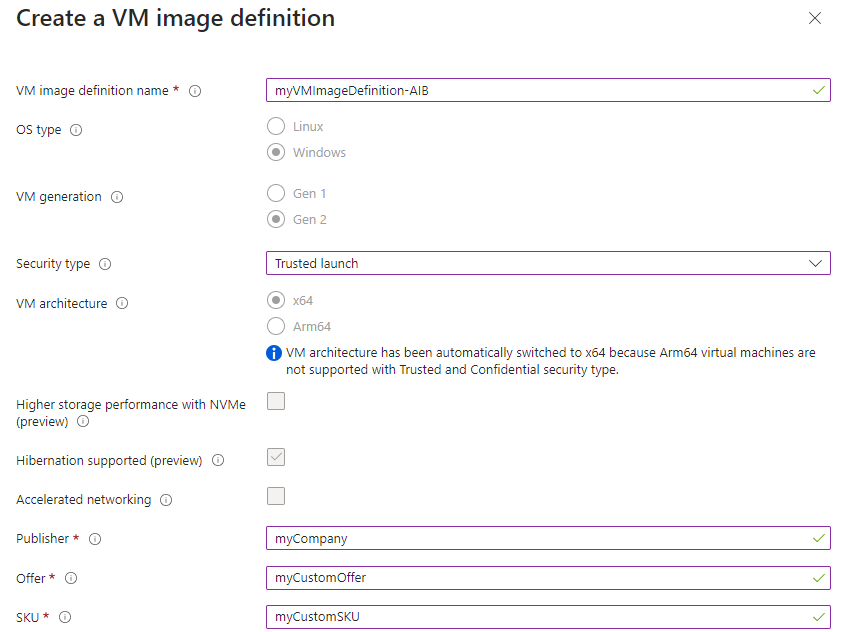 Create a VM image definition
VM image definition name *
myVMImageDefinition-AIB
OS type
Linux
Windows
VM generation
Gen 1
Gen 2
Security type
Trusted launch
VM architecture
x64
Arm64
VM architecture has been automatically switched to x64 because Arm64 virtual machines are
not supported with Trusted and Confidential security type.
Higher storage performance with NVMe
(preview)
Hibernation supported (preview)
Accelerated networking
Publisher *
myCompany
Offer *
myCustomOffer
SKU *
myCustomSKU